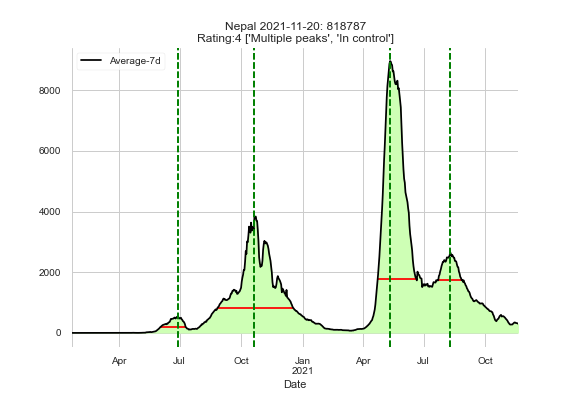 Nepal 2021-11-20: 818787
Rating:4 ['Multiple peaks', 'In control']
Average-7d
8000
6000
4000
2000
0
Apr Jul Oct Jan Apr Jul Oct
2021
Date